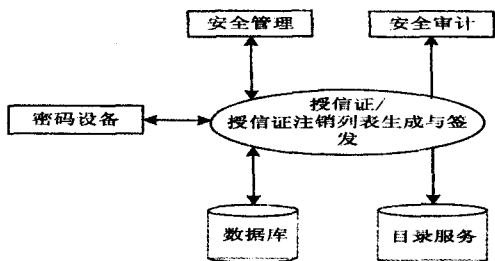 安全管理
安全审计
密码设备
授信证/
授信证注销列表生成与签
发
数据库
目录服务